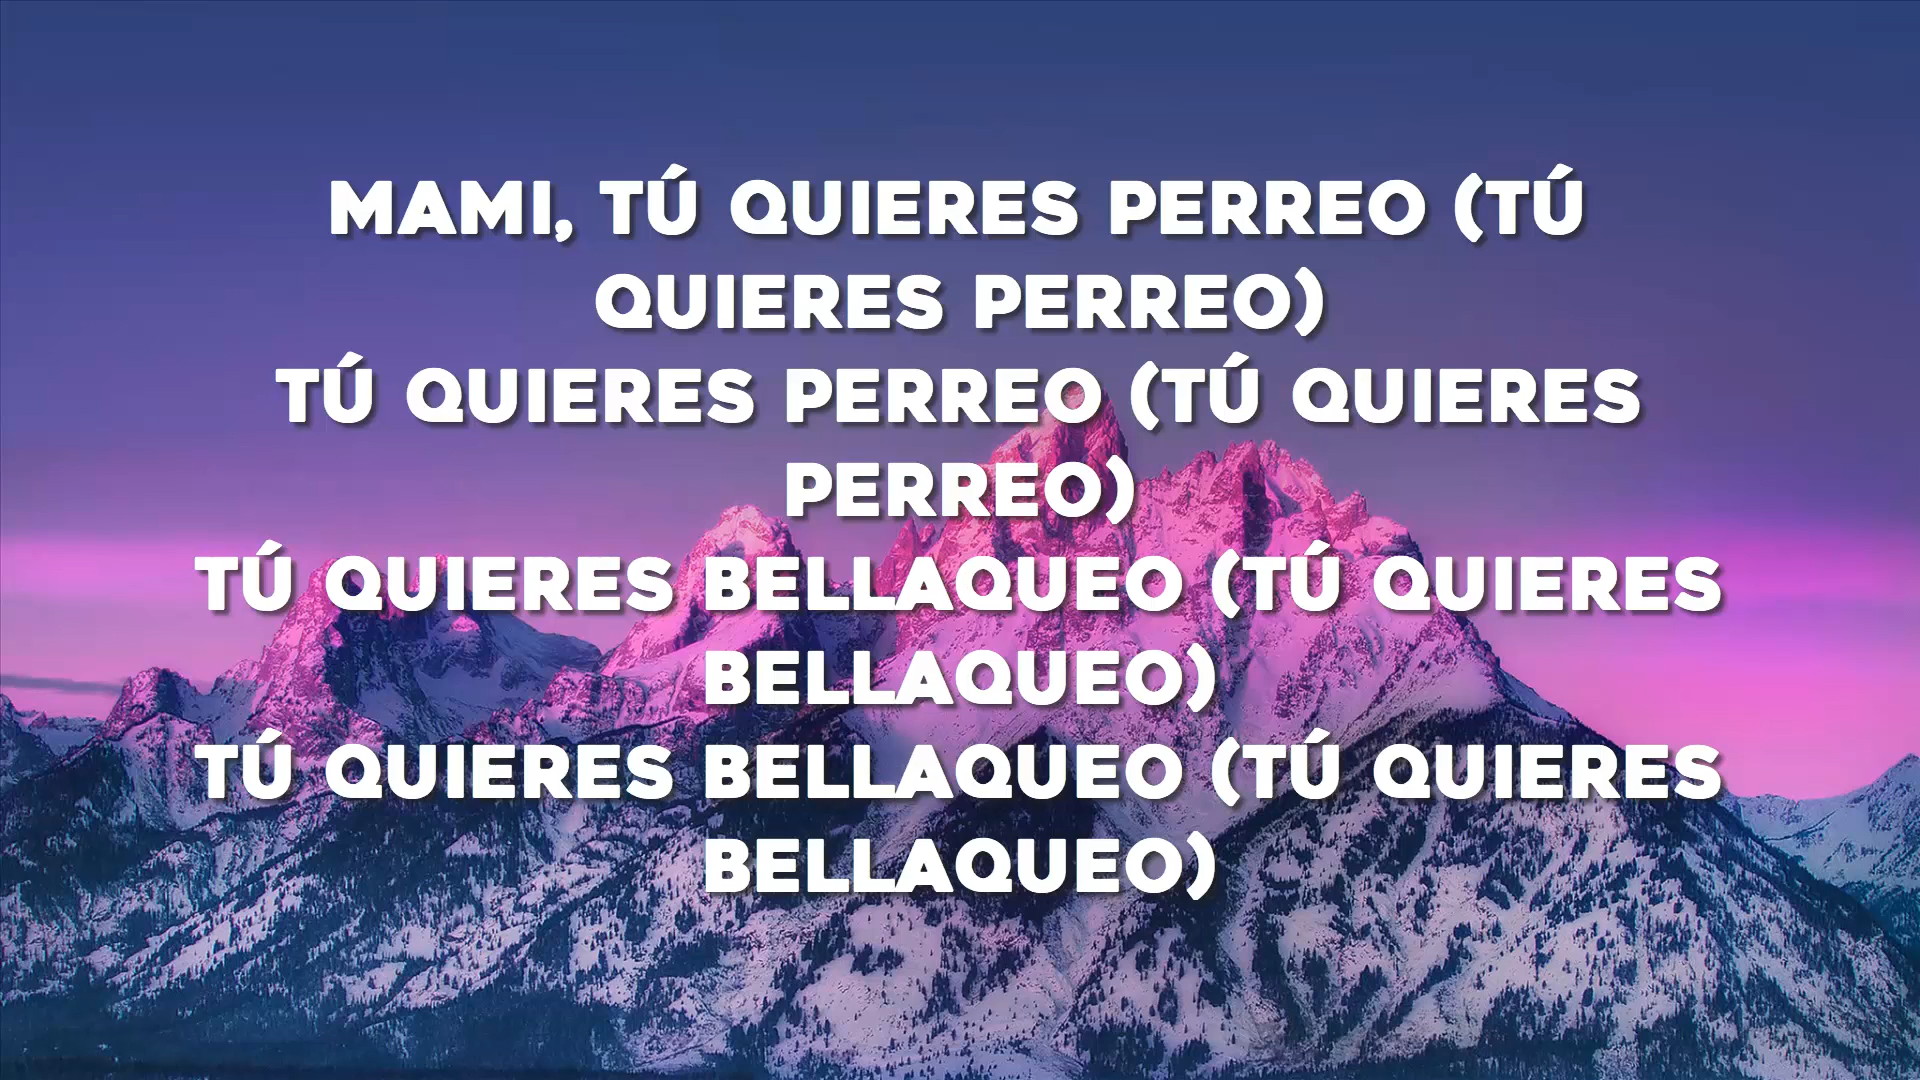 MAMI, TÚ QUIERES PERREO (TÚ
QUIERES PERREO)
TÚ QUIERES PERREO (TÚ QUIERES
PERREO)
TÚ QUIERES BELLAQUEO (TÚ QUIERES
BELLAQUEO)
TÚ QUIERES BELLAQUEO (TÚ QUIERES
BELLAQUEO)